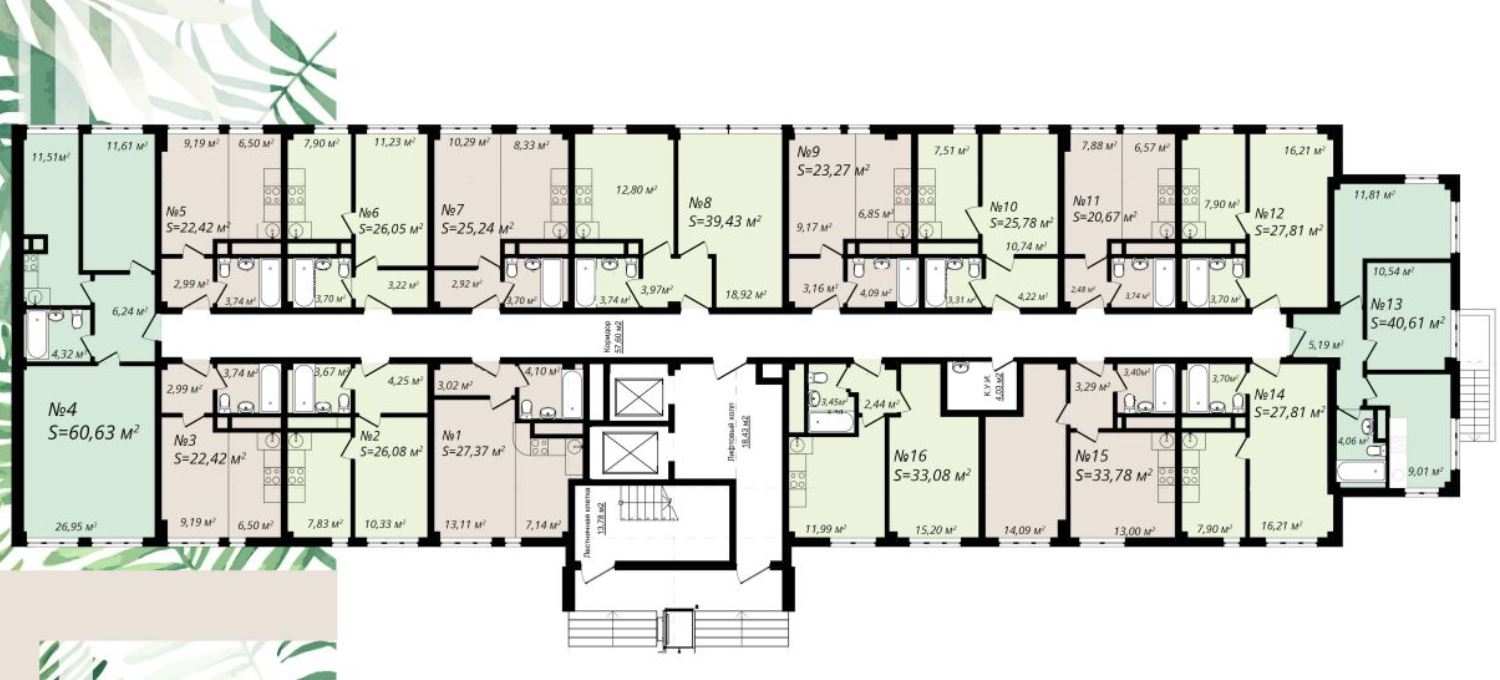 11,51м²
11,61 м²
6,24 м²
4,32 м²
№4
S=60,63 м²
26,95 м²
9,19 м²
6,50 м²
№5
S=22,42 м²
2,99 м²
3,74 м²
7,90 м²
11,23 м²
№6
S=26,05 м²
3,70 м²
3,22 м²
10,29 м²
8,33 м²
№7
S=25,24 м²
2,92 м²
3,70 м²
12,80 м²
№8
S=39,43 м²
3,74 м²
3,97м²
18,92 м²
№9
S=23,27 м²
9,17 м²
6,85 м²
3,16 м²
4,09 м²
7,51 м²
№10
S=25,78 м²
10,74 м²
3,31 м²
4,22 м²
7,88 м²
6,57 м²
№11
S=20,67 м²
2,48 м²
3,74 м²
16,21 м²
7,90 м²
№12
S=27,81 м²
3,70 м²
11,81 м²
10,54 м²
№13
S=40,61 м²
5,19 м²
4,06 м²
9,01 м²
Коридор
57,60 м2
2,99 м²
3,74 м²
№3
S=22,42 м²
9,19 м²
6,50 м²
3,67 м²
4,25 м²
№2
S=26,08 м²
7,83 м²
10,33 м²
3,02 м²
4,10 м²
№1
S=27,37 м²
13,11 м²
7,14 м²
Лестничная клетка
13,78 м2
Лифтовый холл
18,43 м2
3,45м²
2,44 м²
№16
S=33,08 м²
11,99 м²
15,20 м²
К.У.И.
4,03 м2
3,29 м²
3,40м²
№15
S=33,78 м²
14,09 м²
13,00 м²
3,70м²
№14
S=27,81 м²
7,90 м²
16,21 м²